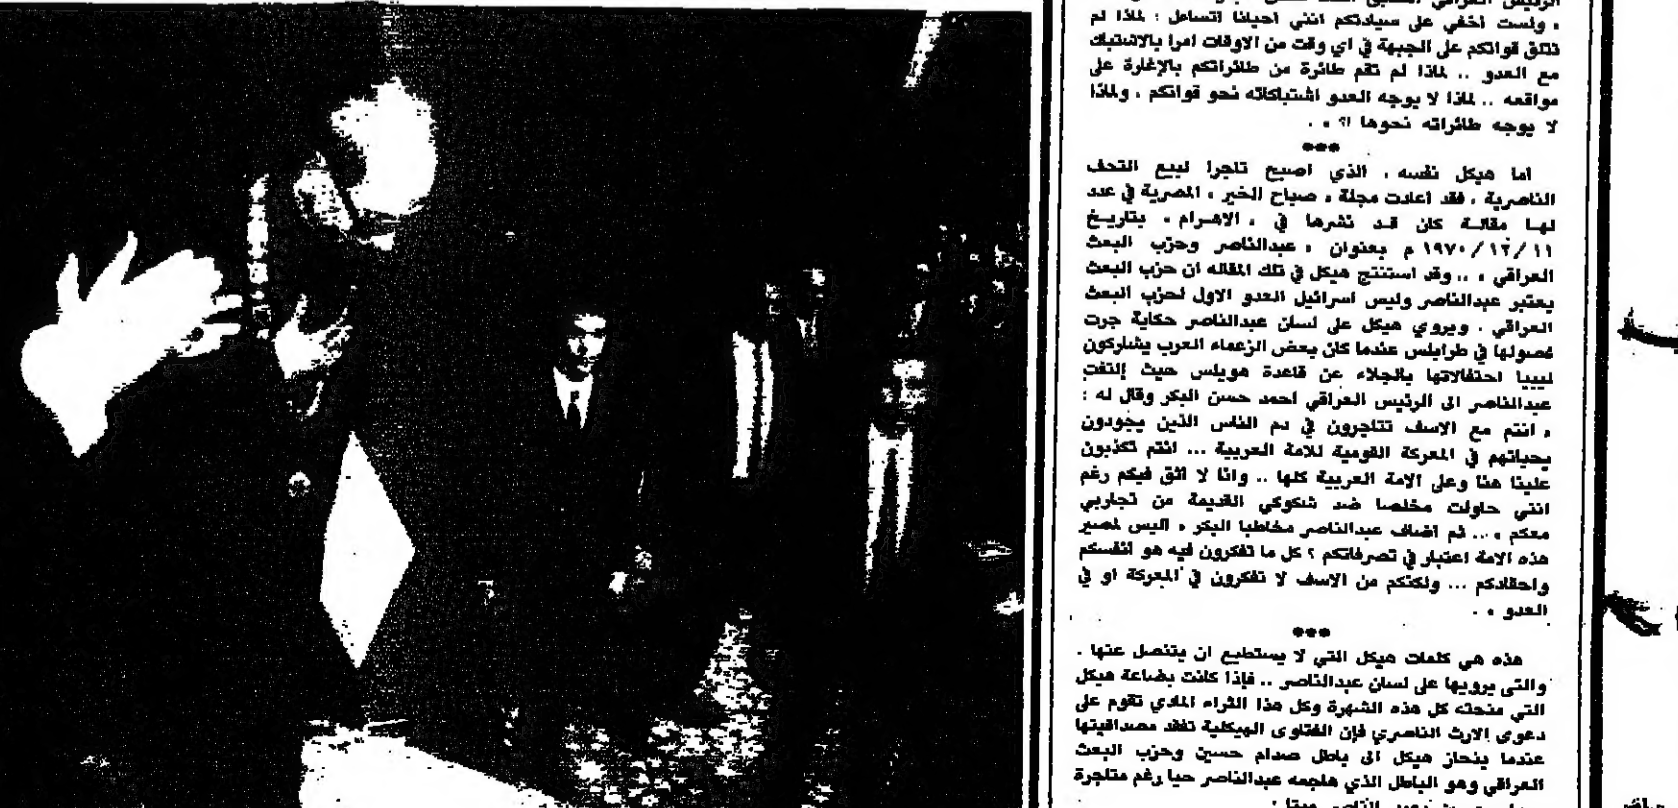 ، ولست اخفي على سيادتكم انني احيانا اتساءل : لماذا لم
تتلق قواتكم على الجبهة في اي وقت من الاوقات امرا بالاشتباك
مع العدو .. لماذا لم تقم طائرة من طائراتكم بالإغارة على
مواقعه .. لماذا لا يوجه العدو اشتباكاته نحو قواتكم ، ولماذا
لا يوجه طائراته نحوها ؟! » .
***
اما هيكل نفسه ، الذي اصبح تاجرا لبيع التحف
الناصرية ، فقد اعادت مجلة « صباح الخير » المصرية في عدد
لهـا مقالـة كان قـد نشرها في « الاهـرام » بتاريـخ
١١/١٢/١٩٧٠ م بعنوان « عبدالناصر وحزب البعث
العراقي » .. وقد استنتج هيكل في تلك المقاله ان حزب البعث
يعتبر عبدالناصر وليس اسرائيل العدو الاول لحزب البعث
العراقي . ويروي هيكل على لسان عبدالناصر حكاية جرت
فصولها في طرابلس عندما كان بعض الزعماء العرب يشاركون
ليبيا احتفالاتها بالجلاء عن قاعدة هويلس حيث إلتفت
عبدالناصر الى الرئيس العراقي احمد حسن البكر وقال له :
« انتم مع الاسف تتاجرون في دم الناس الذين يجودون
بحياتهم في المعركة القومية للامة العربية ... انتم تكذبون
علينا هنا وعلى الامة العربية كلها .. وانا لا اثق فيكم رغم
انني حاولت مخلصا ضد شكوكي القديمة من تجاربي
معكم » ... ثم اضاف عبدالناصر مخاطبا البكر « اليس لمصير
هذه الامة اعتبار في تصرفاتكم ؟ كل ما تفكرون فيه هو انفسكم
واحقادكم ... ولكنكم من الاسف لا تفكرون في المعركة او في
العدو » .
***
هذه هي كلمات هيكل التي لا يستطيع ان يتنصل عنها .
والتي يرويها على لسان عبدالناصر .. فإذا كانت بضاعة هيكل
التي منحته كل هذه الشهرة وكل هذا الثراء المادي تقوم على
دعوى الارث الناصري فإن الفتاوى الهيكلية تفقد مصداقيتها
عندما ينحاز هيكل الى باطل صدام حسين وحزب البعث
العراقي وهو الباطل الذي هاجمه عبدالناصر حيا رغم متاجرة